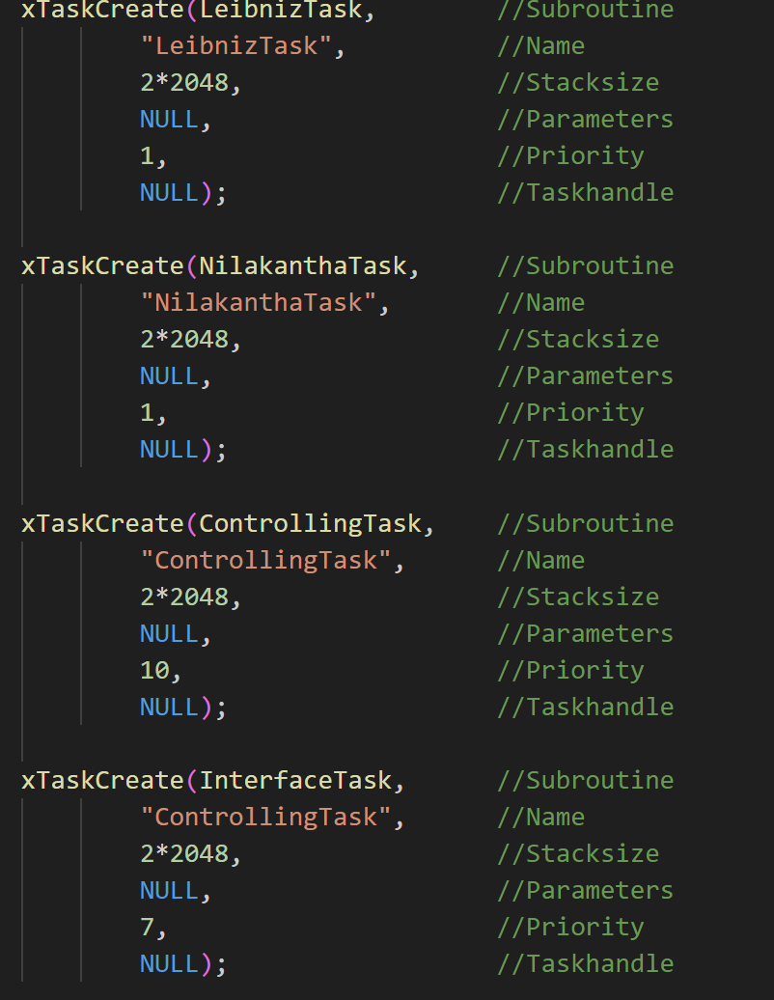 xTaskCreate(LeibnizTask,        //Subroutine
        "LeibnizTask",          //Name
        2*2048,                 //Stacksize
        NULL,                   //Parameters
        1,                      //Priority
        NULL);                  //Taskhandle

xTaskCreate(NilakanthaTask,     //Subroutine
        "NilakanthaTask",       //Name
        2*2048,                 //Stacksize
        NULL,                   //Parameters
        1,                      //Priority
        NULL);                  //Taskhandle

xTaskCreate(ControllingTask,    //Subroutine
        "ControllingTask",      //Name
        2*2048,                 //Stacksize
        NULL,                   //Parameters
        10,                     //Priority
        NULL);                  //Taskhandle

xTaskCreate(InterfaceTask,      //Subroutine
        "ControllingTask",      //Name
        2*2048,                 //Stacksize
        NULL,                   //Parameters
        7,                      //Priority
        NULL);                  //Taskhandle